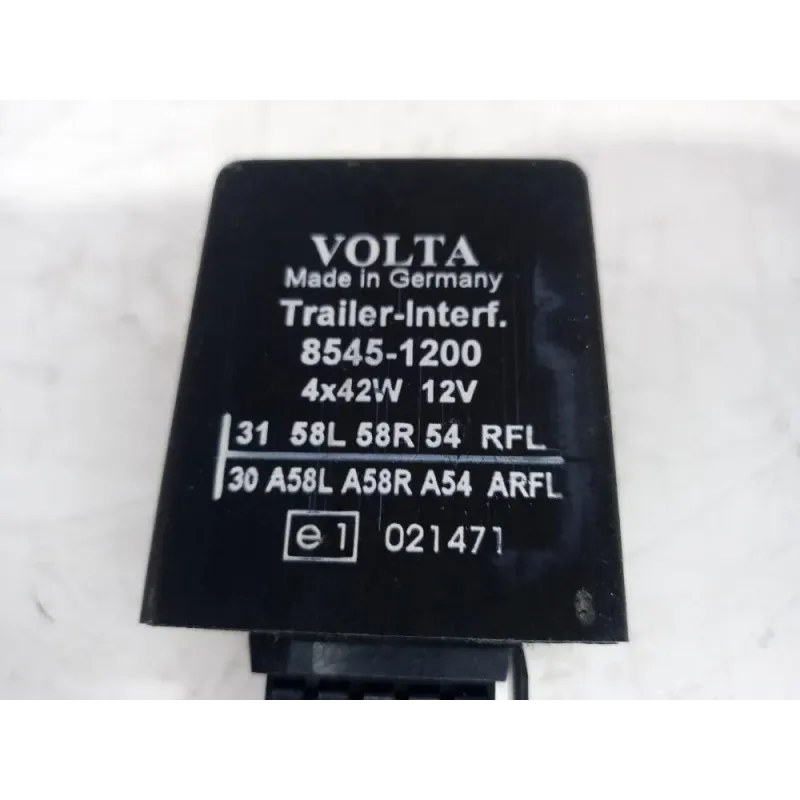 VOLTA
Made in Germany
Trailer-Interf.
8545-1200
4x42W 12V
31 58L 58R 54 RFL
30 A58L A58R A54 ARFL
e1 021471